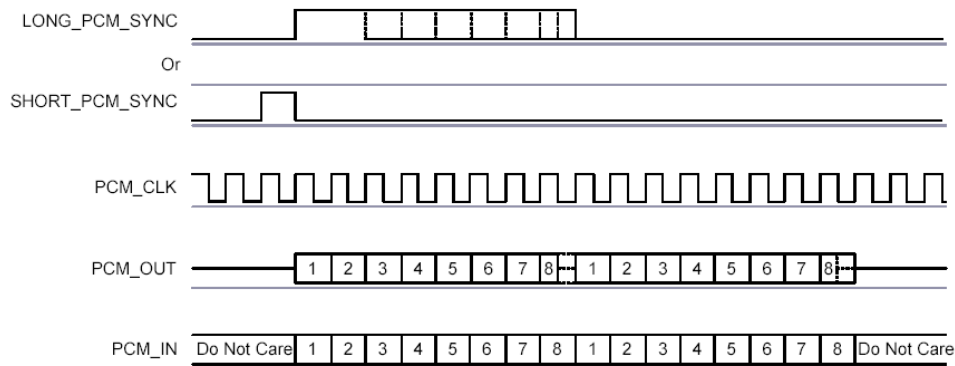 LONG_PCM_SYNC
Or
SHORT_PCM_SYNC
PCM_CLK
PCM_OUT 1 2 3 4 5 6 7 8 1 2 3 4 5 6 7 8
PCM_IN Do Not Care 1 2 3 4 5 6 7 8 1 2 3 4 5 6 7 8 Do Not Care